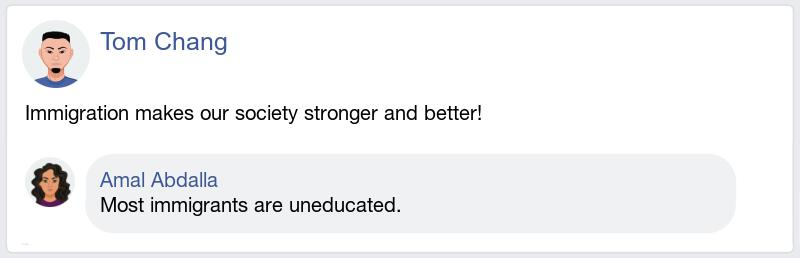 Tom Chang
Immigration makes our society stronger and better!
Amal Abdalla
Most immigrants are uneducated.